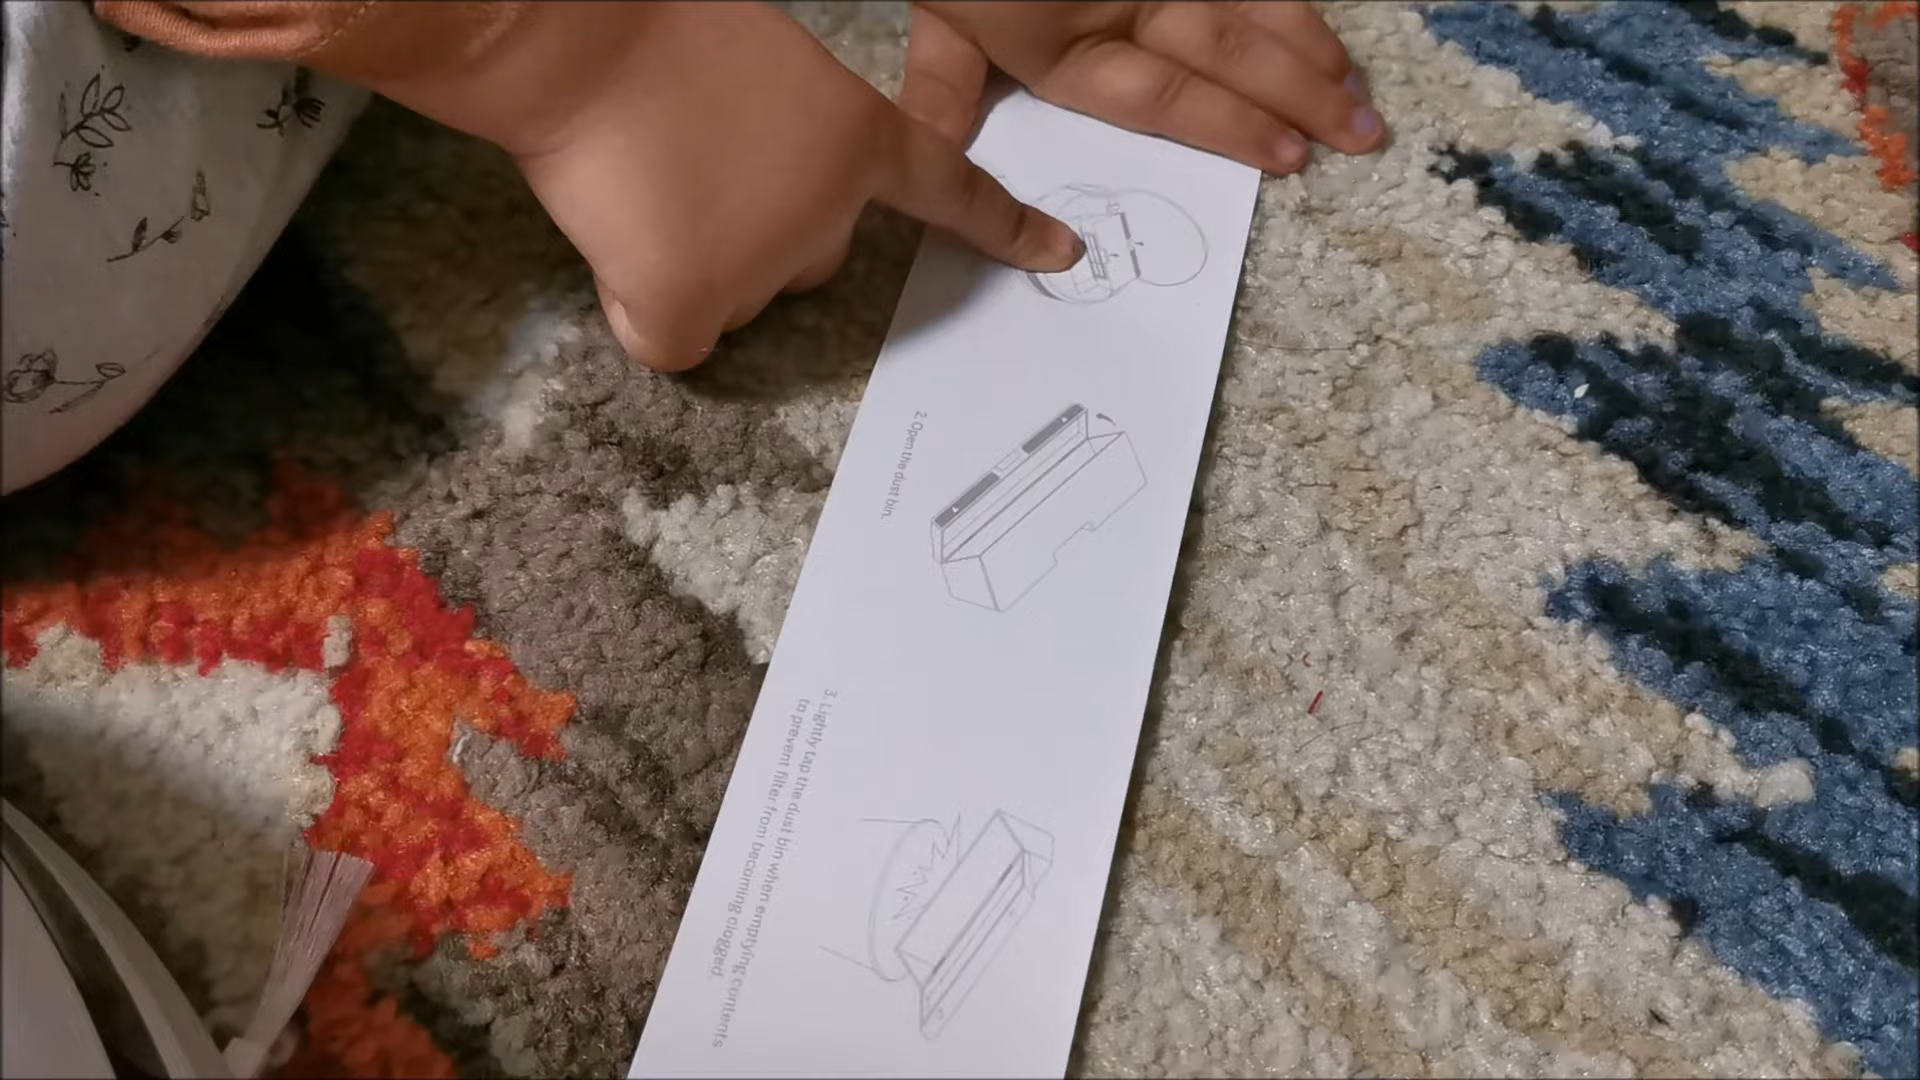 2 Open the dust bin.
3. Lightly tap the dust bin when emptying contents
to prevent filter from becoming clogged.